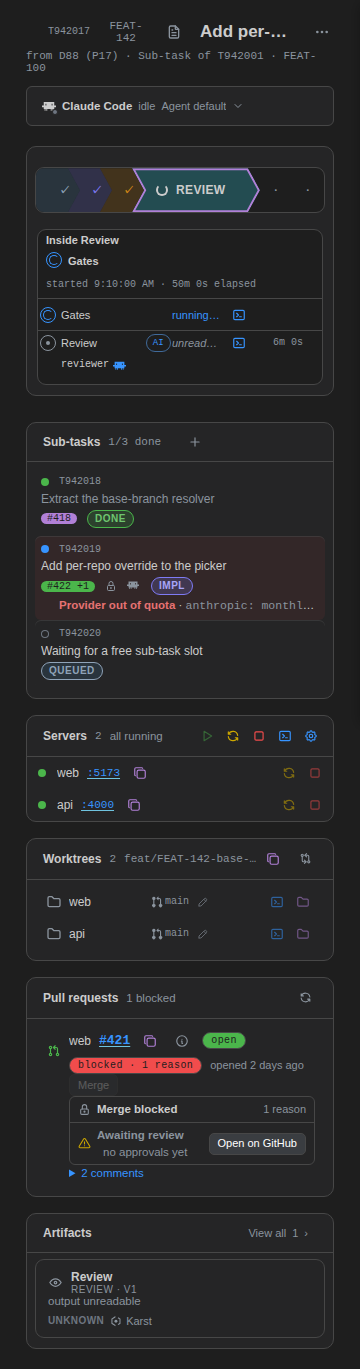 T942017 FEAT-142 Add per-...
from D88 (P17) · Sub-task of T942001 · FEAT-100
Claude Code idle Agent default
REVIEW
Inside Review
Gates
started 9:10:00 AM · 50m 0s elapsed
Gates running...
Review AI unread... 6m 0s
reviewer
Sub-tasks 1/3 done
T942018
Extract the base-branch resolver
#418 DONE
T942019
Add per-repo override to the picker
#422 +1 IMPL
Provider out of quota · anthropic: monthl...
T942020
Waiting for a free sub-task slot
QUEUED
Servers 2 all running
web :5173
api :4000
Worktrees 2 feat/FEAT-142-base-...
web main
api main
Pull requests 1 blocked
web #421 open
blocked · 1 reason opened 2 days ago
Merge
Merge blocked 1 reason
Awaiting review
no approvals yet
Open on GitHub
2 comments
Artifacts View all 1 ›
Review
REVIEW · V1
output unreadable
UNKNOWN Karst